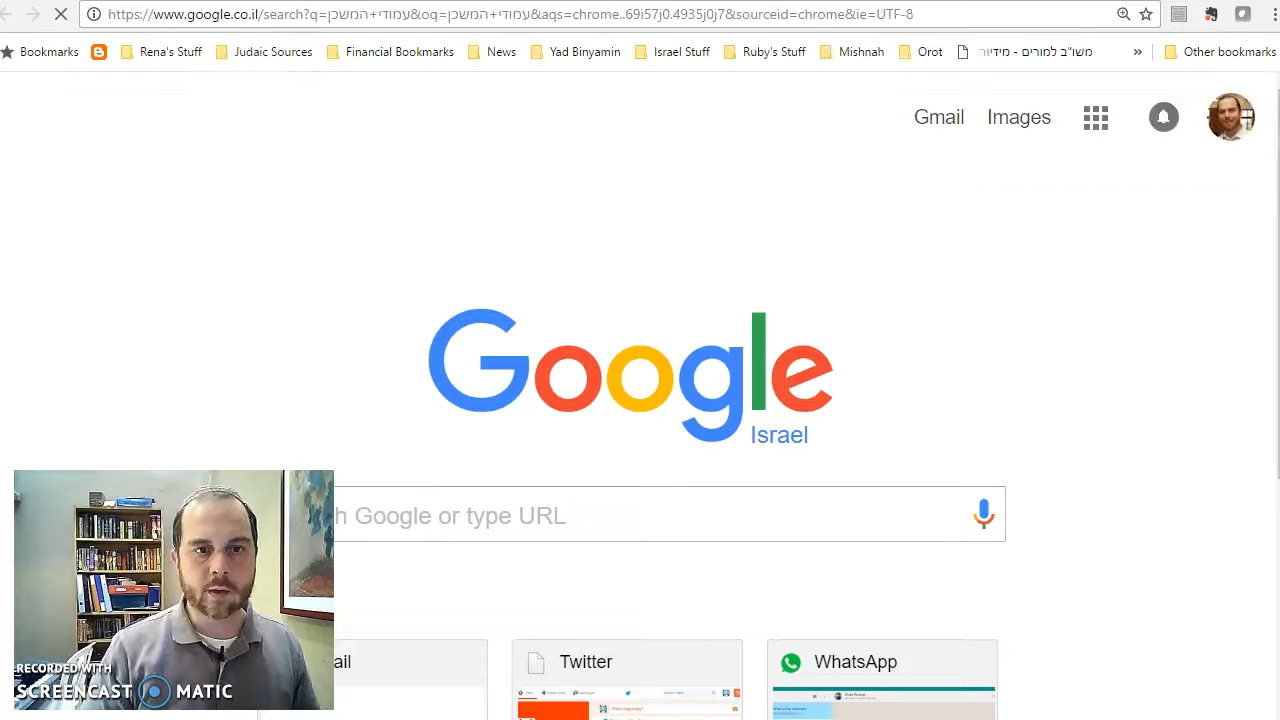 https://www.google.co.il/search?q=עמודי+המשכן&oq=עמודי+המשכן&aqs=chrome..69i57j0.4935j0j7&sourceid=chrome&ie=UTF-8
Bookmarks Rena's Stuff Judaic Sources Financial Bookmarks News Yad Binyamin Israel Stuff Ruby's Stuff Mishnah Orot משו"ב למורים - מידיות » Other bookmarks
Gmail Images
Google
Israel
h Google or type URL
ail Twitter WhatsApp
RECORDED WITH
SCREENCAST MATIC